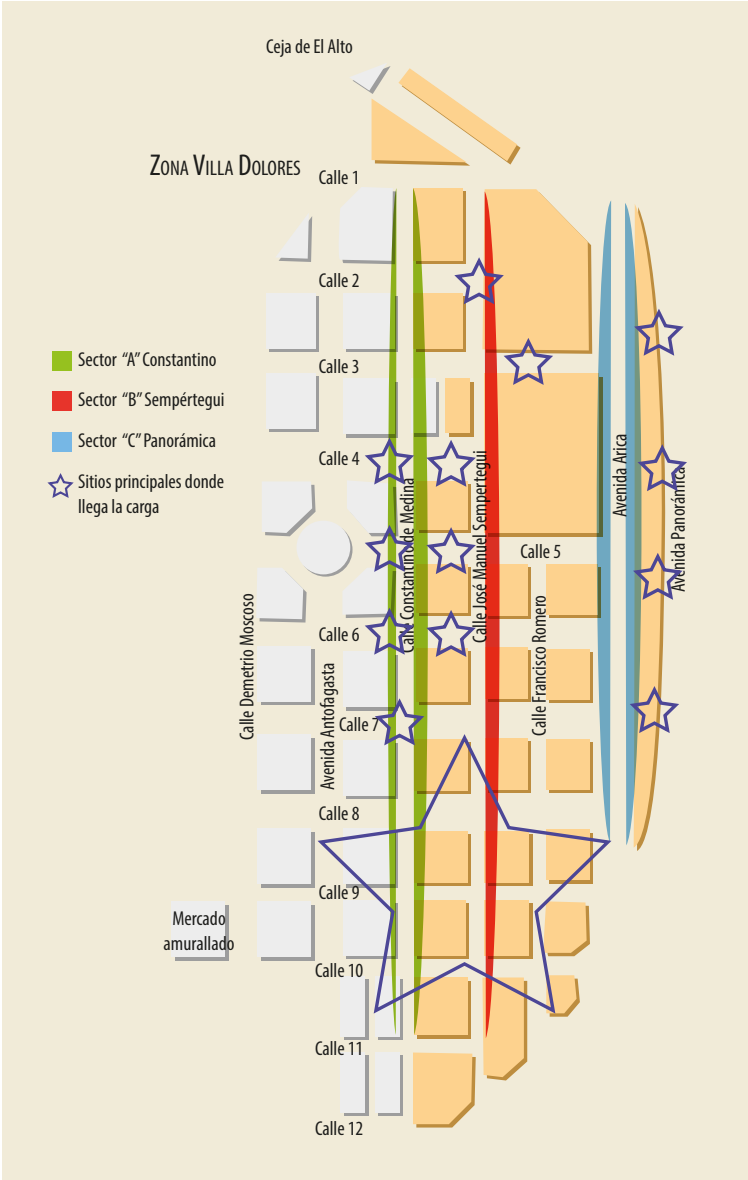 Ceja de El Alto
ZONA VILLA DOLORES
Calle 1
Calle 2
Calle 3
Sector “A” Constantino
Sector “B” Sempértegui
Sector “C” Panorámica
Sitios principales donde
llega la carga
Calle 4
Calle 5
Calle 6
Calle 7
Calle 8
Calle 9
Calle 10
Calle 11
Calle 12
Mercado
amurallado
Calle Demetrio Moscoso
Avenida Antofagasta
Calle Constantino de Medina
Calle José Manuel Sempertegui
Calle Francisco Romero
Avenida Arica
Avenida Panorámica